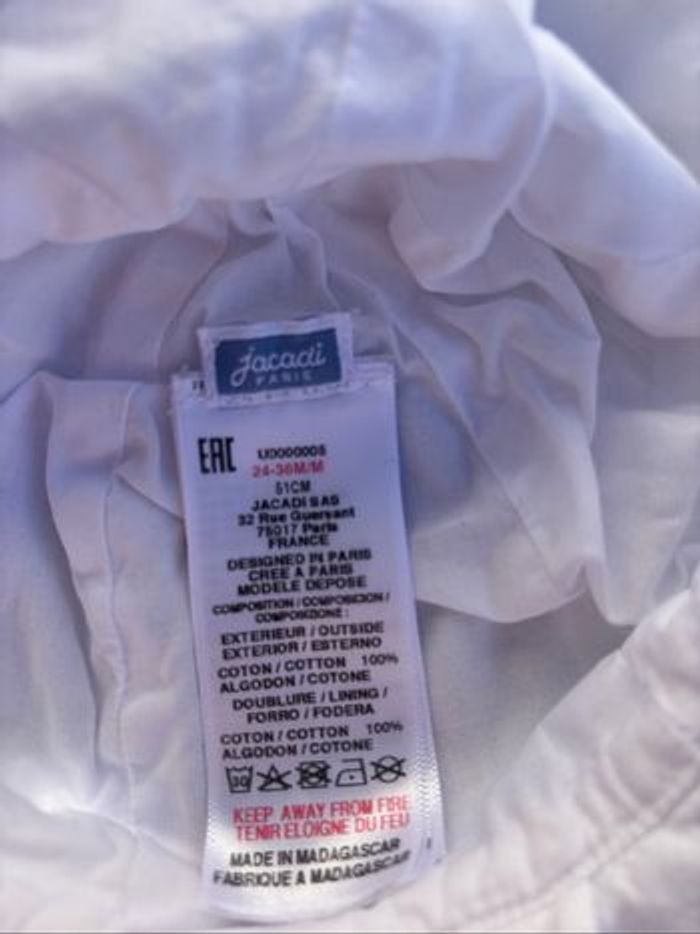 jacadi
PARIS
EAC
U0000005
24-36M/M
51CM
JACADI SAS
32 Rue Guersant
75017 Paris
FRANCE
DESIGNED IN PARIS
CREE A PARIS
MODELE DEPOSE
COMPOSITION / COMPOSICION /
COMPOSIZIONE :
EXTERIEUR / OUTSIDE
EXTERIOR / ESTERNO
COTON / COTTON 100%
ALGODON / COTONE
DOUBLURE / LINING /
FORRO / FODERA
COTON / COTTON 100%
ALGODON / COTONE
30
KEEP AWAY FROM FIRE
TENIR ELOIGNE DU FEU
MADE IN MADAGASCAR
FABRIQUE A MADAGASCAR